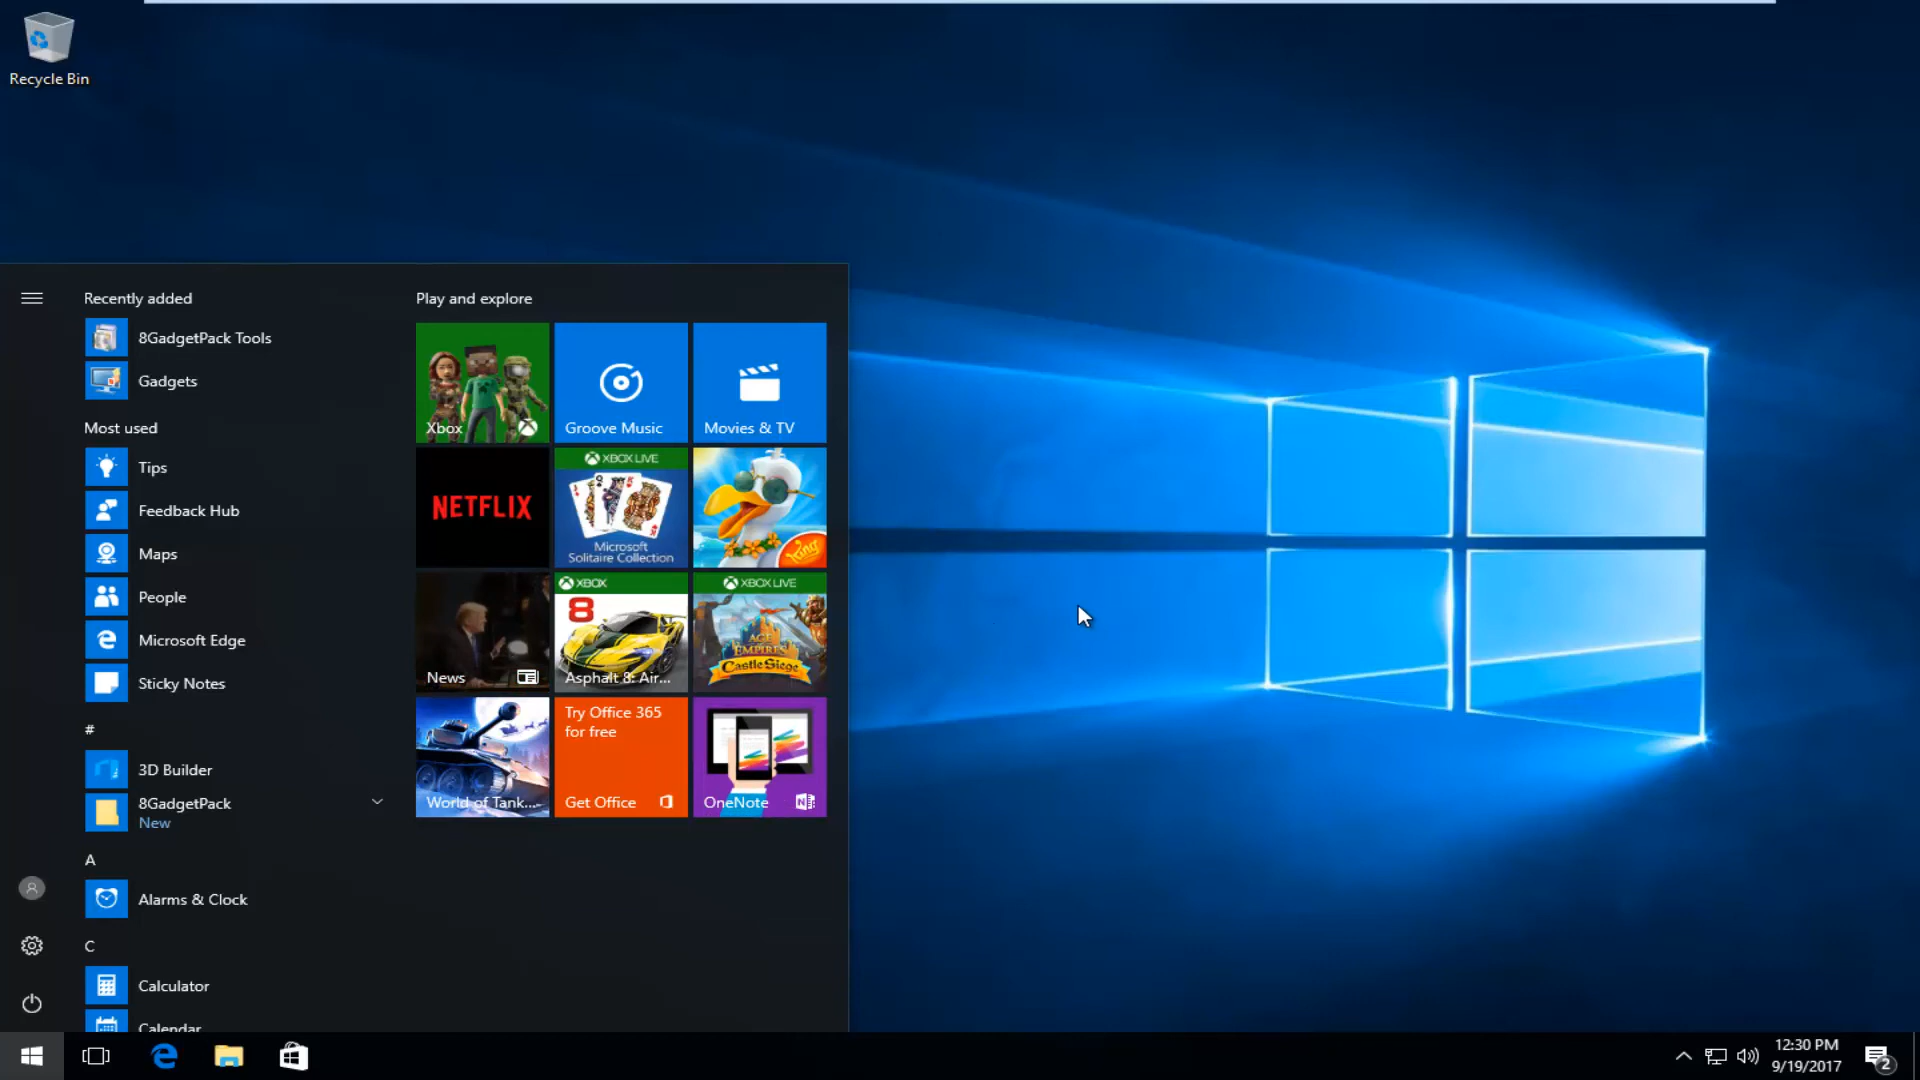 Recycle Bin
Recently added
8GadgetPack Tools
Gadgets
Most used
Tips
Feedback Hub
Maps
People
Microsoft Edge
Sticky Notes
#
3D Builder
8GadgetPack
New
A
Alarms & Clock
C
Calculator
Calendar
Play and explore
Xbox
Groove Music
Movies & TV
NETFLIX
XBOX LIVE
Microsoft
Solitaire Collection
King
News
XBOX
8
Asphalt 8: Air...
XBOX LIVE
AGE
OF
EMPIRES
Castle Siege
World of Tank...
Try Office 365
for free
Get Office
OneNote
12:30 PM
9/19/2017
2